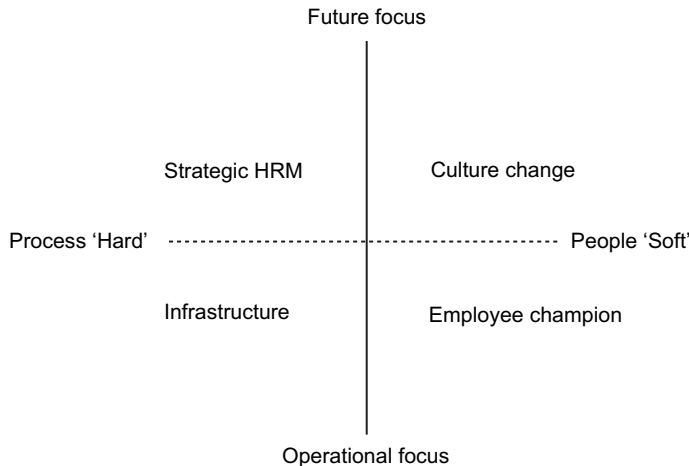 Future focus
Strategic HRM
Culture change
Process ‘Hard’
People ‘Soft’
Infrastructure
Employee champion
Operational focus